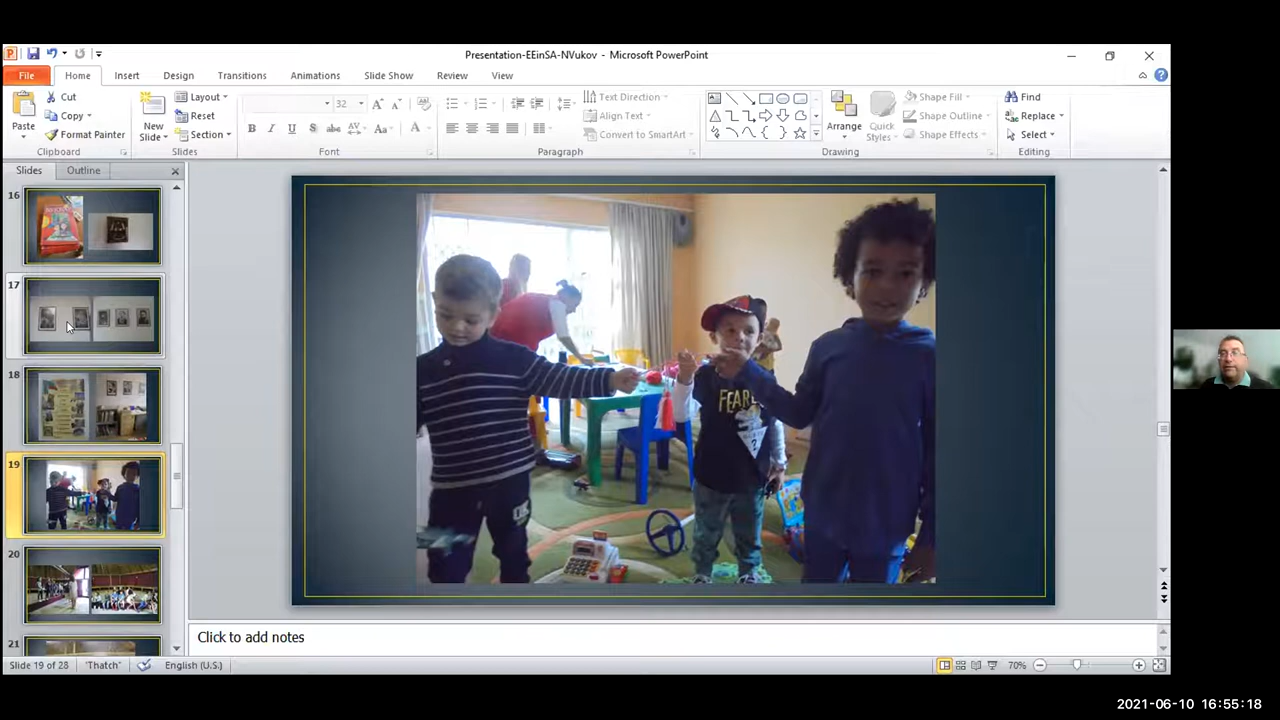 Presentation-EEinSA-NVukov - Microsoft PowerPoint
File Home Insert Design Transitions Animations Slide Show Review View
Paste
Cut
Copy
Format Painter
Clipboard
New
Slide
Layout
Reset
Section
Slides
32
B I U S abc AV Aa A
Font
Text Direction
Align Text
Convert to SmartArt
Paragraph
Arrange
Quick
Styles
Shape Fill
Shape Outline
Shape Effects
Drawing
Find
Replace
Select
Editing
Slides Outline
16
17
18
19
20
21
FEARL
Click to add notes
Slide 19 of 28 'Thatch' English (U.S.) 70%
2021-06-10 16:55:18